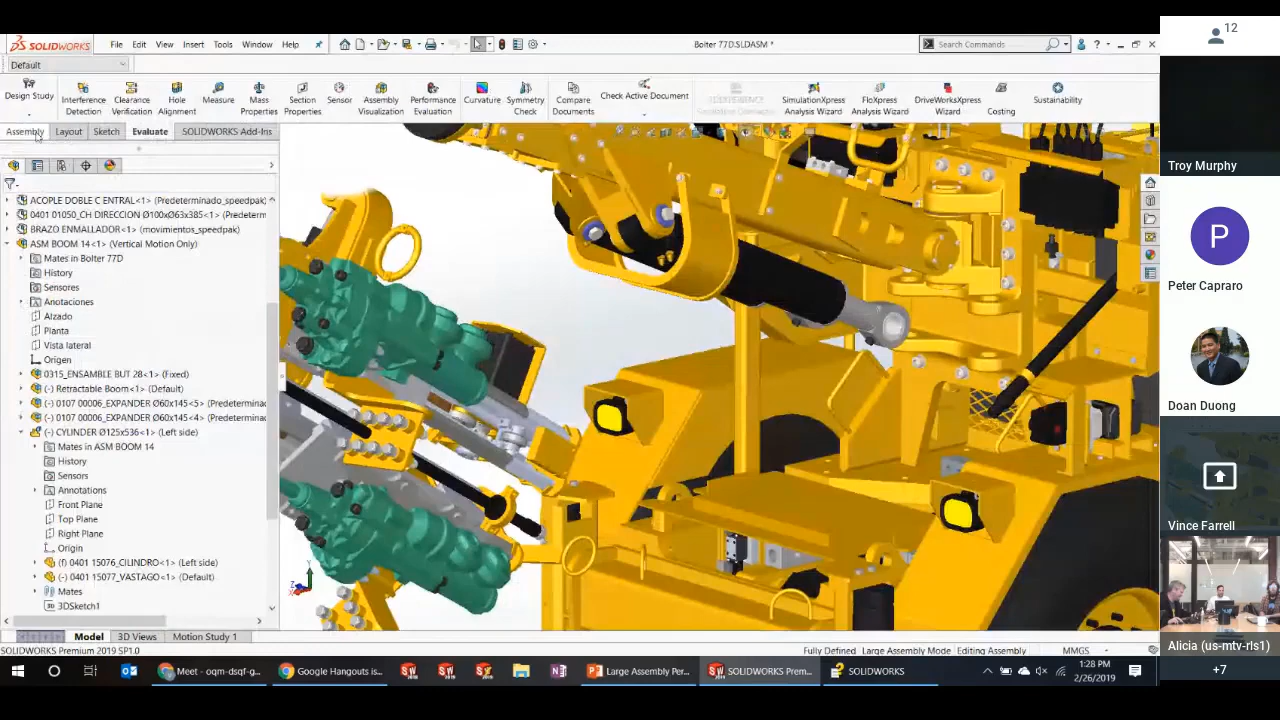 SOLIDWORKS File Edit View Insert Tools Window Help Bolter 77D.SLDASM * Search Commands ?
Default
Design Study
Interference Detection
Clearance Verification
Hole Alignment
Measure
Mass Properties
Section Properties
Sensor
Assembly Visualization
Performance Evaluation
Curvature
Symmetry Check
Compare Documents
Check Active Document
SimulationXpress Analysis Wizard
FloXpress Analysis Wizard
DriveWorksXpress Wizard
Costing
Sustainability
Assembly Layout Sketch Evaluate SOLIDWORKS Add-Ins
ACOPLE DOBLE C ENTRAL<1> (Predeterminado_speedpak)
0401 01050_CH DIRECCION Ø100xØ63x385<1> (Predeterm
BRAZO ENMALLADOR<1> (movimientos_speedpak)
ASM BOOM 14<1> (Vertical Motion Only)
Mates in Bolter 77D
History
Sensores
Anotaciones
Alzado
Planta
Vista lateral
Origen
0315_ENSAMBLE BUT 28<1> (Fixed)
(-) Retractable Boom<1> (Default)
(-) 0107 00006_EXPANDER Ø60x145<5> (Predeterminac
(-) 0107 00006_EXPANDER Ø60x145<4> (Predeterminac
(-) CYLINDER Ø125x536<1> (Left side)
Mates in ASM BOOM 14
History
Sensors
Annotations
Front Plane
Top Plane
Right Plane
Origin
(f) 0401 15076_CILINDRO<1> (Left side)
(-) 0401 15077_VASTAGO<1> (Default)
Mates
3DSketch1
Y
Z
X
Model 3D Views Motion Study 1
SOLIDWORKS Premium 2019 SP1.0 Fully Defined Large Assembly Mode Editing Assembly MMGS
Meet - oqm-dsqf-g... Google Hangouts is... Large Assembly Per... SOLIDWORKS Prem... SOLIDWORKS
1:28 PM
2/26/2019
12
Troy Murphy
P
Peter Capraro
Doan Duong
Vince Farrell
Alicia (us-mtv-rls1)
+7